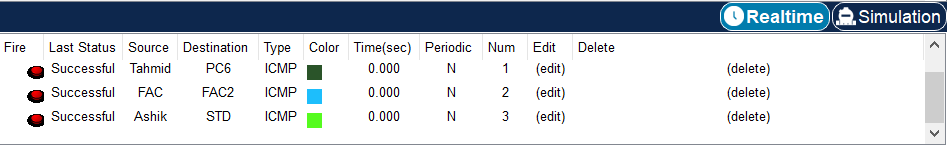 Realtime Simulation
Fire Last Status Source Destination Type Color Time(sec) Periodic Num Edit Delete
Successful Tahmid PC6 ICMP 0.000 N 1 (edit) (delete)
Successful FAC FAC2 ICMP 0.000 N 2 (edit) (delete)
Successful Ashik STD ICMP 0.000 N 3 (edit) (delete)